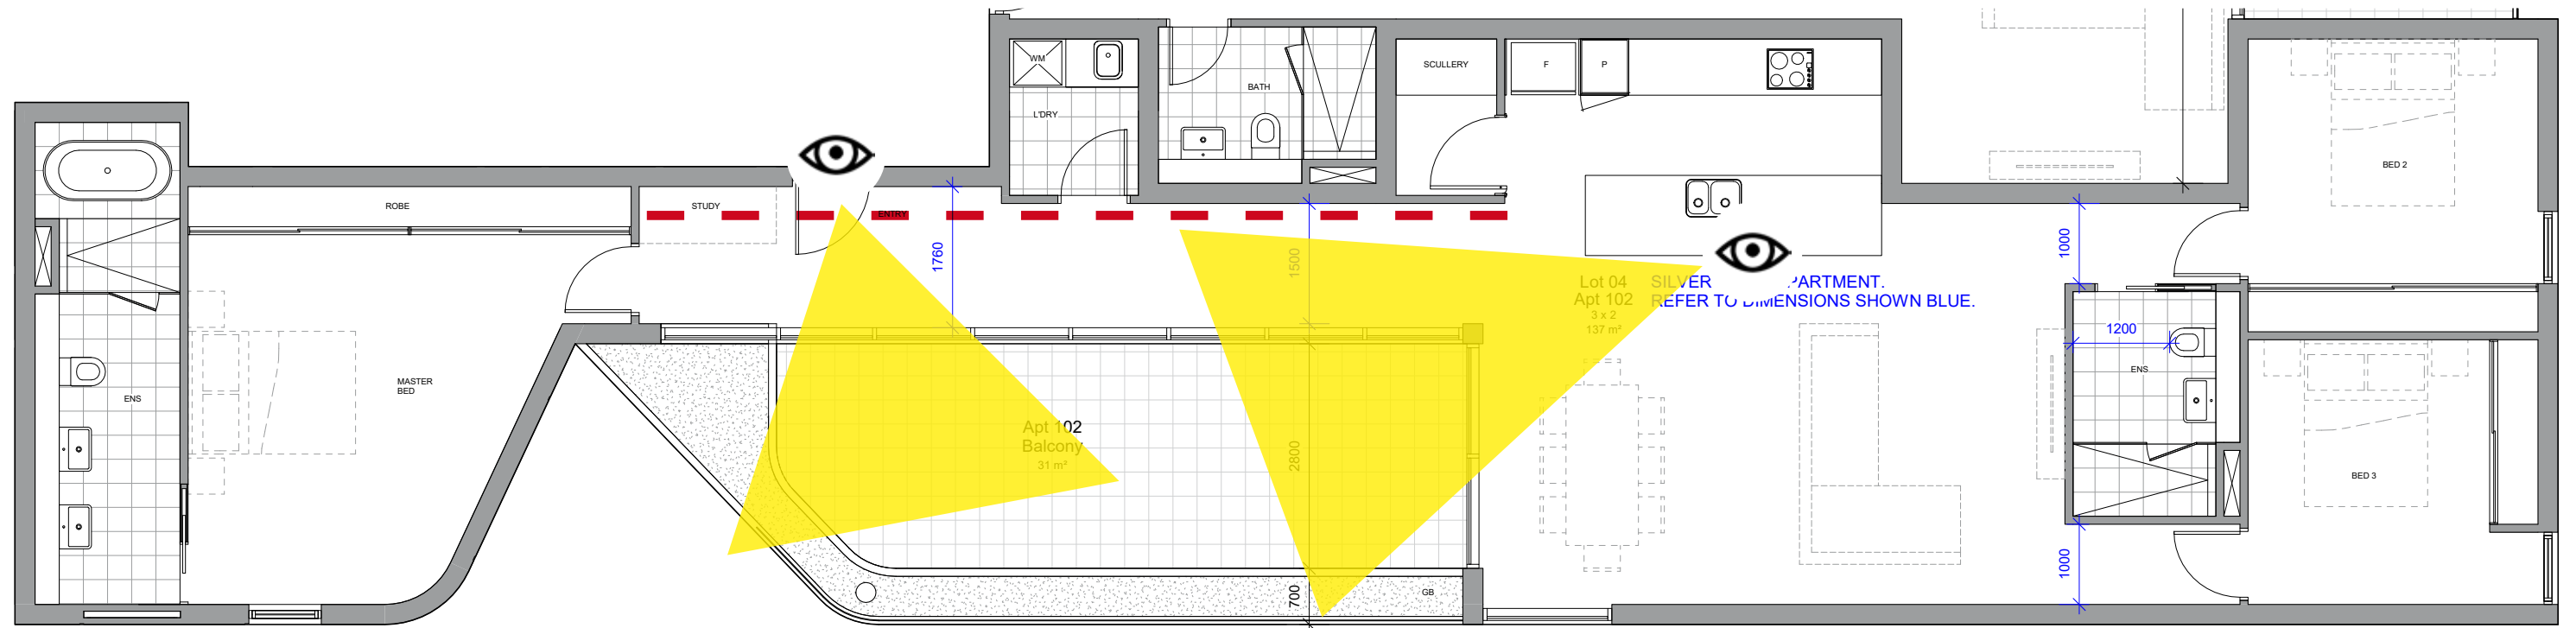 WM
L'DRY
BATH
SCULLERY
F
P
BED 2
ROBE
STUDY
ENTRY
1760
1500
1000
Lot 04
Apt 102
3 x 2
137 m²
SILVER PARTMENT.
REFER TO DIMENSIONS SHOWN BLUE.
1200
ENS
MASTER
BED
ENS
Apt 102
Balcony
31 m²
2800
BED 3
1000
700
GB